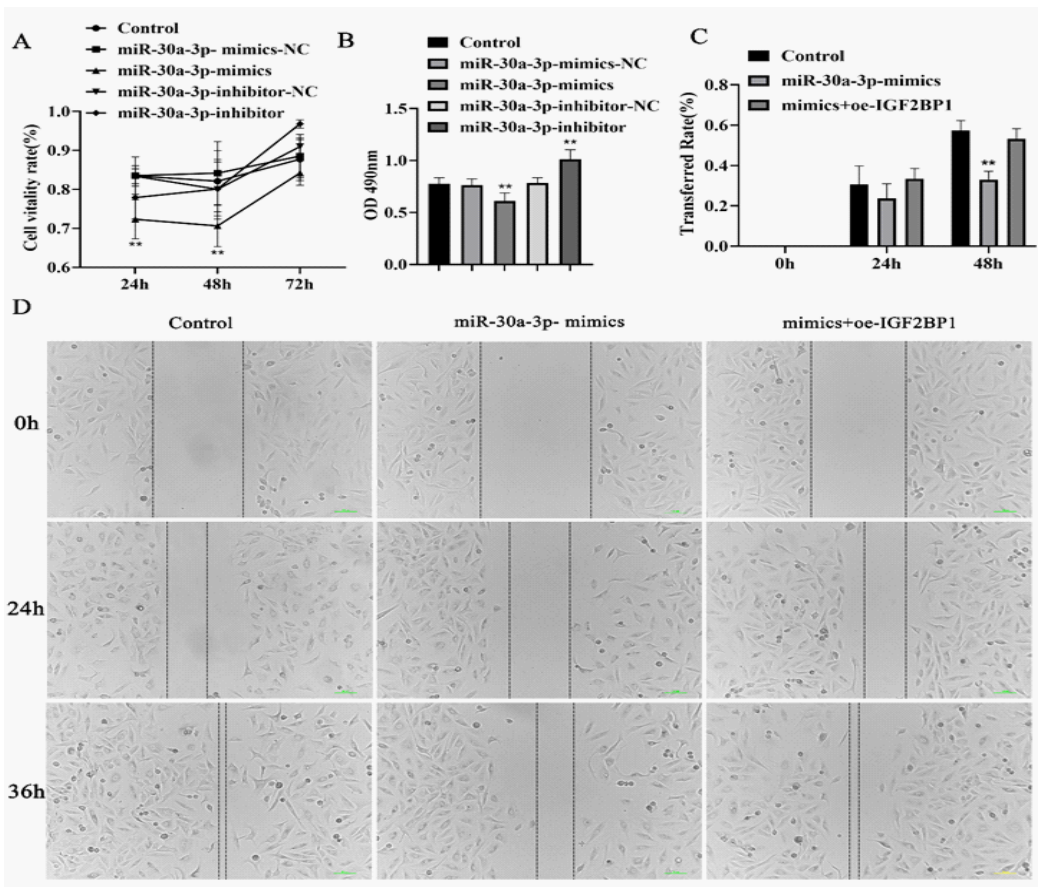 A
Control
miR-30a-3p- mimics-NC
miR-30a-3p-mimics
miR-30a-3p-inhibitor-NC
miR-30a-3p-inhibitor
Cell vitality rate(%)
1.0
0.9
0.8
0.7
0.6
**
**
24h 48h 72h
B
Control
miR-30a-3p-mimics-NC
miR-30a-3p-mimics
miR-30a-3p-inhibitor-NC
miR-30a-3p-inhibitor
OD 490nm
1.5
1.0
0.5
0.0
**
**
C
Control
miR-30a-3p-mimics
mimics+oe-IGF2BP1
Transferred Rate(%)
0.8
0.6
0.4
0.2
0.0
**
0h 24h 48h
D
Control miR-30a-3p- mimics mimics+oe-IGF2BP1
0h
24h
36h